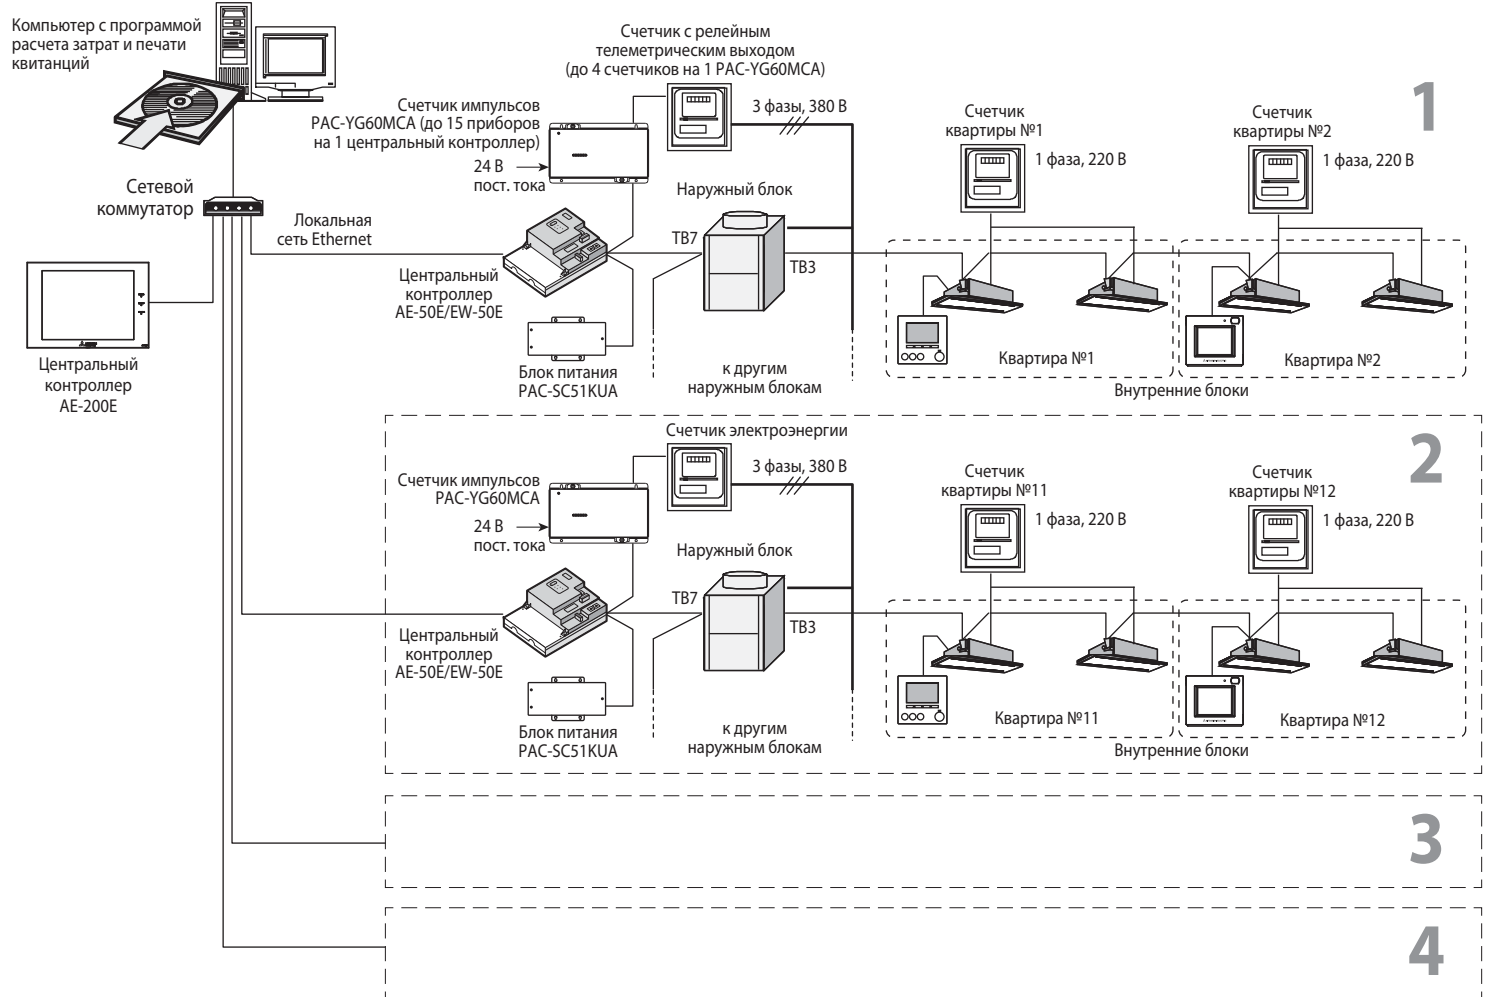 Компьютер с программой
расчета затрат и печати
квитанций
Счетчик с релейным
телеметрическим выходом
(до 4 счетчиков на 1 PAC-YG60MCA)
Счетчик импульсов
PAC-YG60MCA (до 15 приборов
на 1 центральный контроллер)
24 В
пост. тока
3 фазы, 380 В
Счетчик
квартиры №1
1 фаза, 220 В
Счетчик
квартиры №2
1 фаза, 220 В
1
Сетевой
коммутатор
Локальная
сеть Ethernet
Наружный блок
TB7
TB3
Центральный
контроллер
AE-50E/EW-50E
Блок питания
PAC-SC51KUA
к другим
наружным блокам
Квартира №1
Квартира №2
Внутренние блоки
Центральный
контроллер
AE-200E
Счетчик электроэнергии
Счетчик импульсов
PAC-YG60MCA
24 В
пост. тока
3 фазы, 380 В
Счетчик
квартиры №11
1 фаза, 220 В
Счетчик
квартиры №12
1 фаза, 220 В
2
Наружный блок
TB7
TB3
Центральный
контроллер
AE-50E/EW-50E
Блок питания
PAC-SC51KUA
к другим
наружным блокам
Квартира №11
Квартира №12
Внутренние блоки
3
4